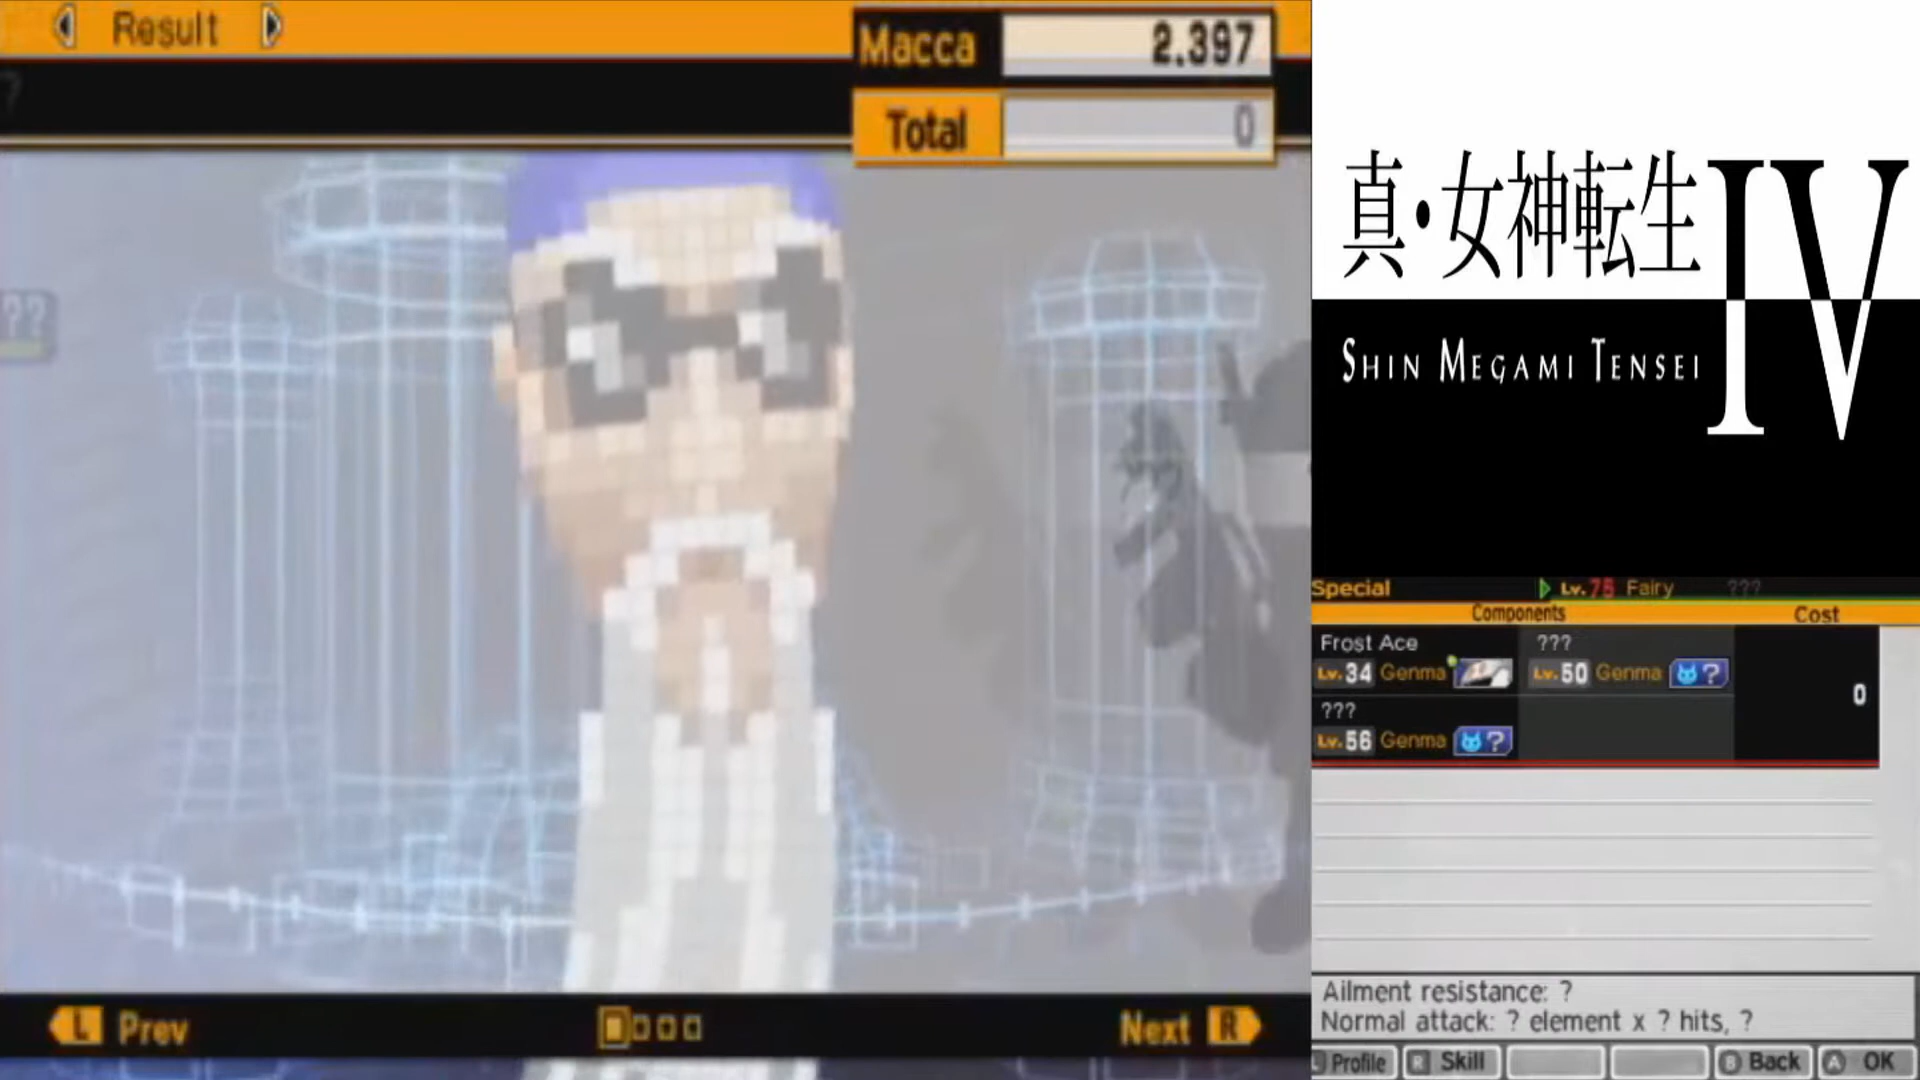 Result
Macca 2.397
Total 0
?
??
L Prev
Next R
真・女神転生IV
SHIN MEGAMI TENSEI
Special Lv.75 Fairy ???
Components Cost
Frost Ace ???
Lv.34 Genma Lv.50 Genma ?
0
???
Lv.56 Genma ?
Ailment resistance: ?
Normal attack: ? element x ? hits, ?
L Profile R Skill B Back A OK